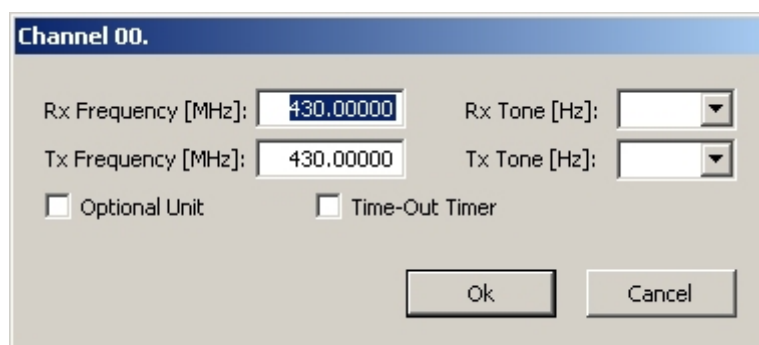 Channel 00.
Rx Frequency [MHz]: 430.00000 Rx Tone [Hz]:
Tx Frequency [MHz]: 430.00000 Tx Tone [Hz]:
Optional Unit Time-Out Timer
Ok Cancel